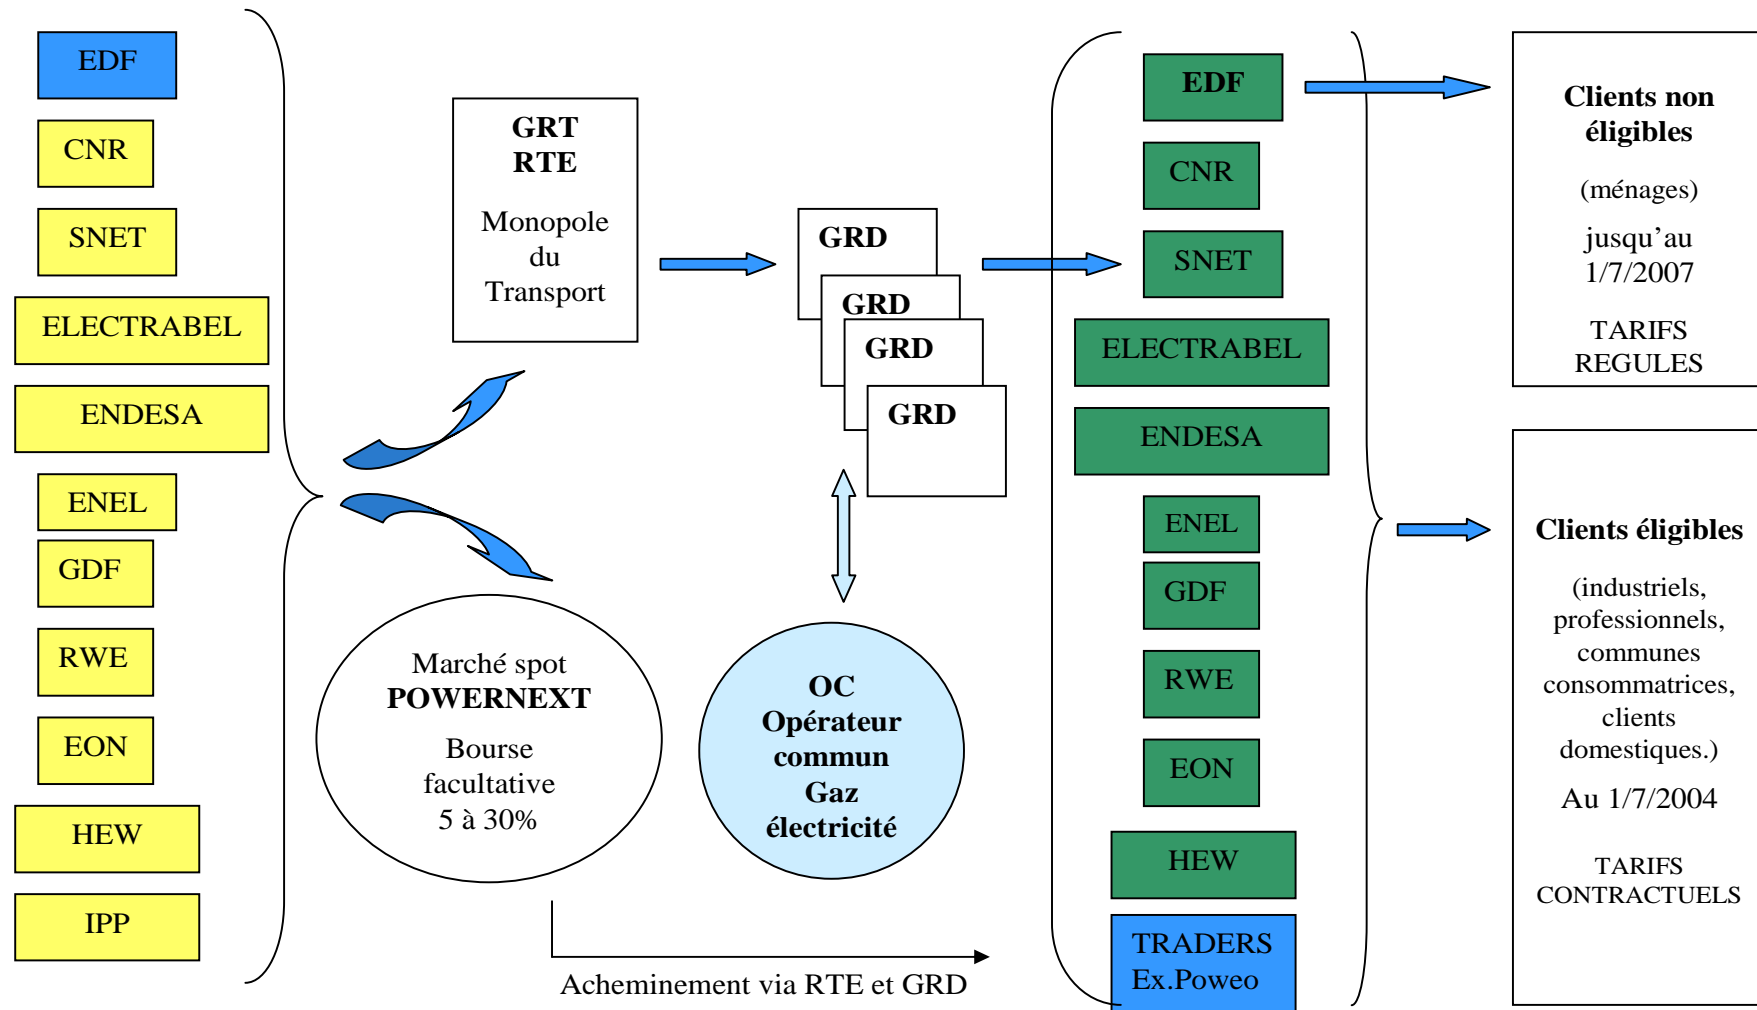 EDF
CNR
SNET
ELECTRABEL
ENDESA
ENEL
GDF
RWE
EON
HEW
IPP
GRT
RTE
Monopole
du
Transport
Marché spot
POWERNEXT
Bourse
facultative
5 à 30%
GRD
GRD
GRD
GRD
OC
Opérateur
commun
Gaz
électricité
Acheminement via RTE et GRD
EDF
CNR
SNET
ELECTRABEL
ENDESA
ENEL
GDF
RWE
EON
HEW
TRADERS
Ex.Poweo
Clients non
éligibles
(ménages)
jusqu’au
1/7/2007
TARIFS
REGULES
Clients éligibles
(industriels,
professionnels,
communes
consommatrices,
clients
domestiques.)
Au 1/7/2004
TARIFS
CONTRACTUELS